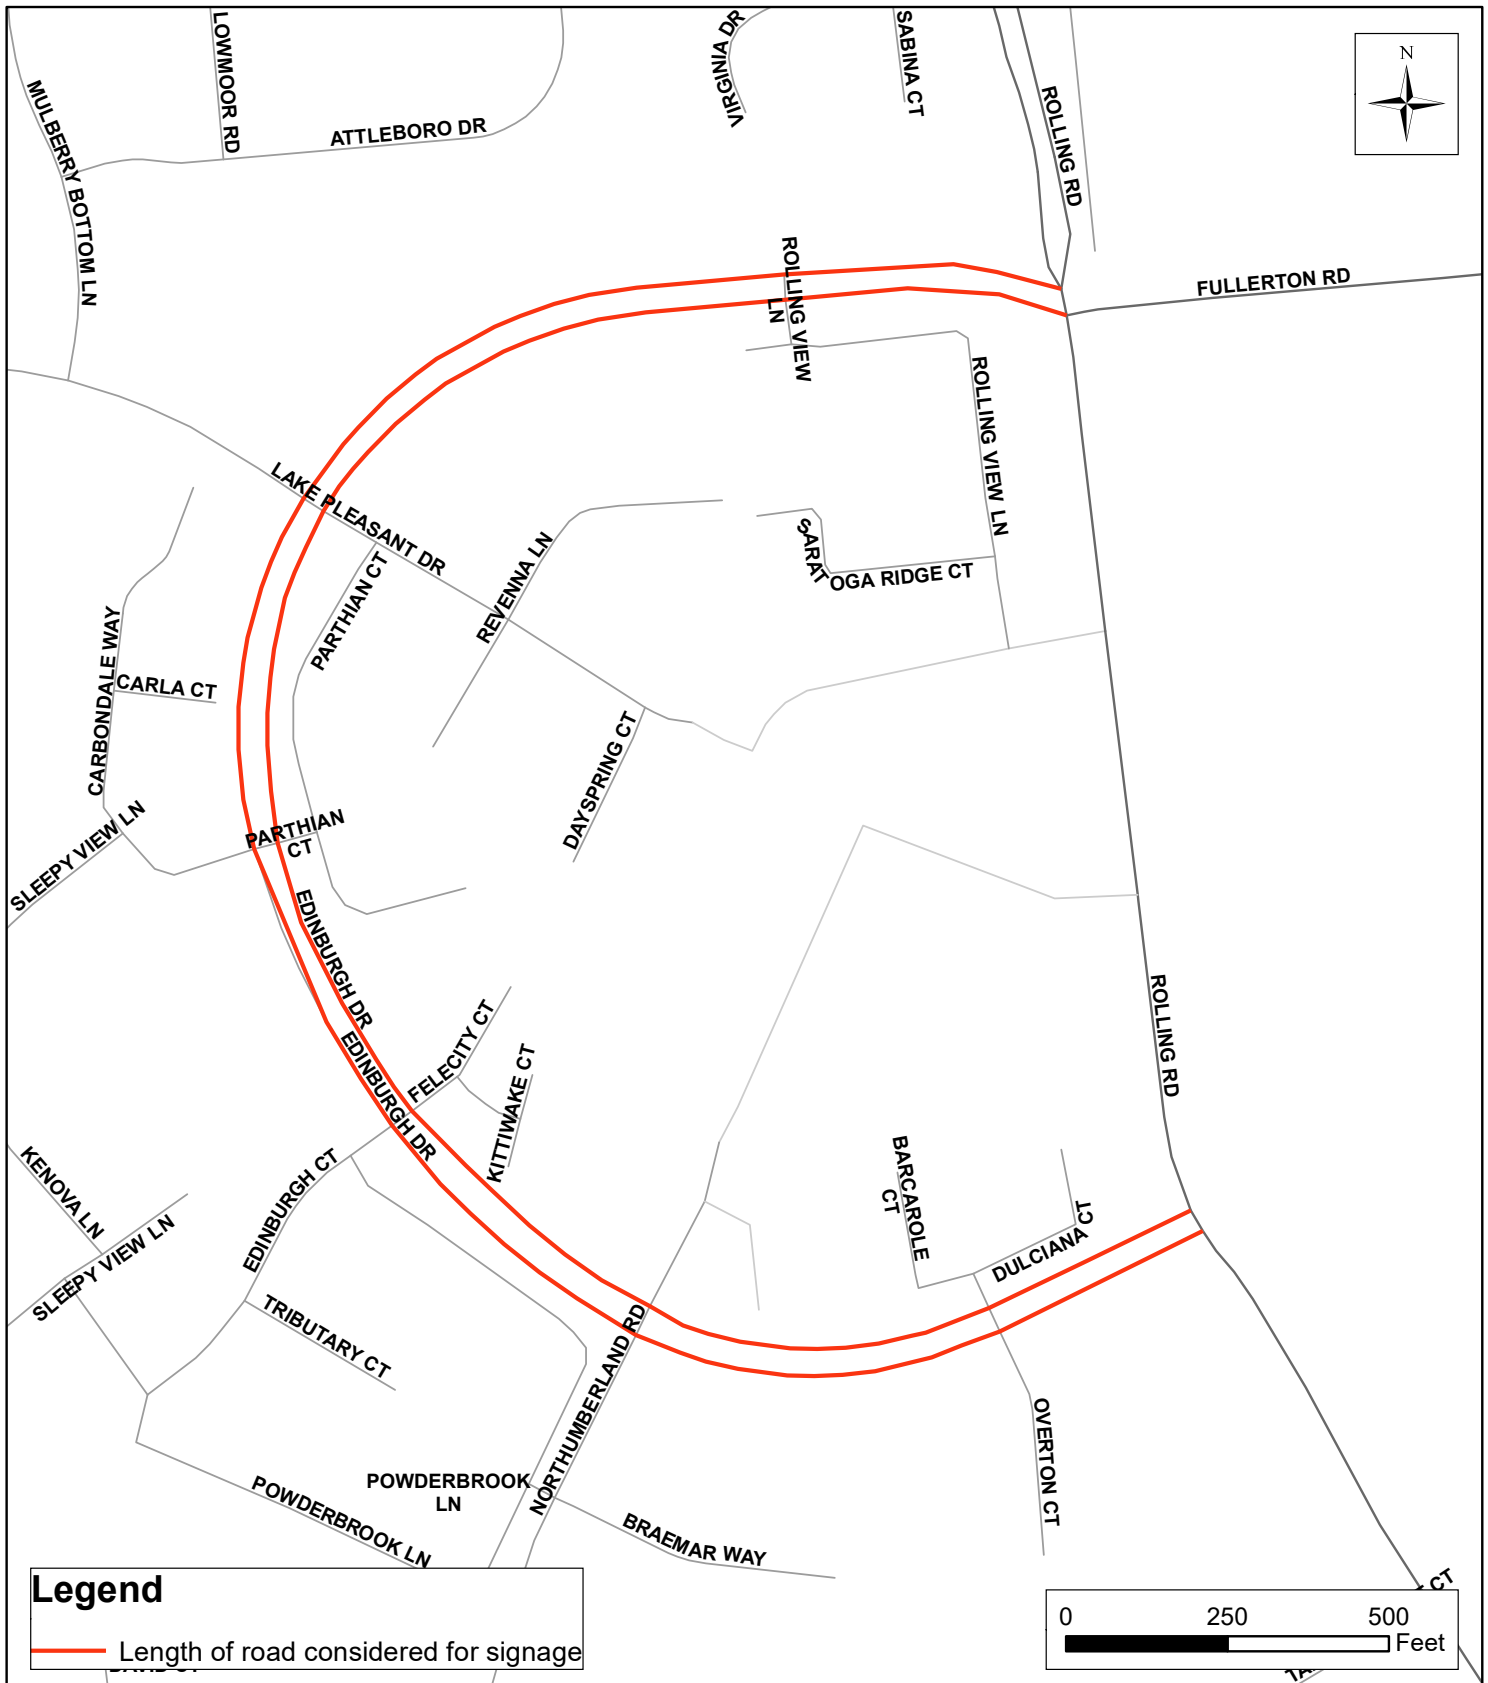 LOWMOOR RD
VIRGINIA DR
SABINA CT
N
MULBERRY BOTTOM LN
ATTLEBORO DR
ROLLING RD
ROLLING VIEW
LN
FULLERTON RD
ROLLING VIEW LN
LAKE PLEASANT DR
PARTHIAN CT
REVENNA LN
SARAT
OGA RIDGE CT
CARBONDALE WAY
CARLA CT
DAYSPRING CT
SLEEPY VIEW LN
PARTHIAN
CT
EDINBURGH DR
EDINBURGH DR
FELECITY CT
KITTIWAKE CT
ROLLING RD
KENOVA LN
SLEEPY VIEW LN
EDINBURGH CT
BARCAROLE
CT
DULCIANA
CT
TRIBUTARY CT
NORTHUMBERLAND RD
OVERTON CT
POWDERBROOK
LN
POWDERBROOK LN
BRAEMAR WAY
CT
Legend
Length of road considered for signage
0 250 500
Feet